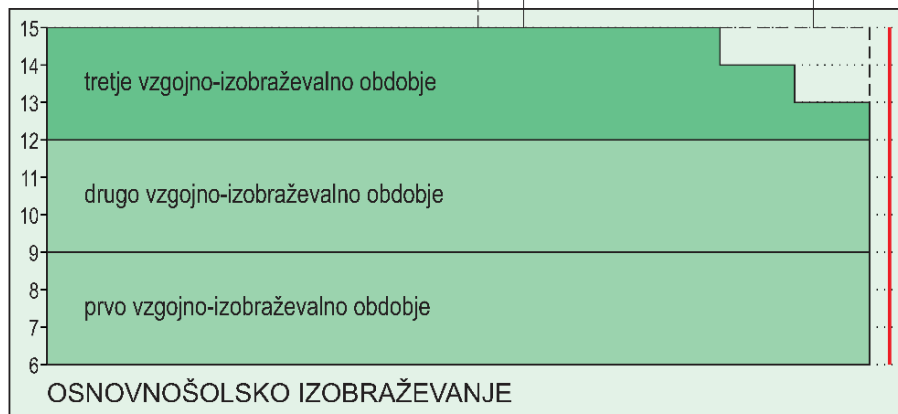 15
14
tretje vzgojno-izobraževalno obdobje
13
12
11
drugo vzgojno-izobraževalno obdobje
10
9
8
prvo vzgojno-izobraževalno obdobje
7
6
OSNOVNOŠOLSKO IZOBRAŽEVANJE